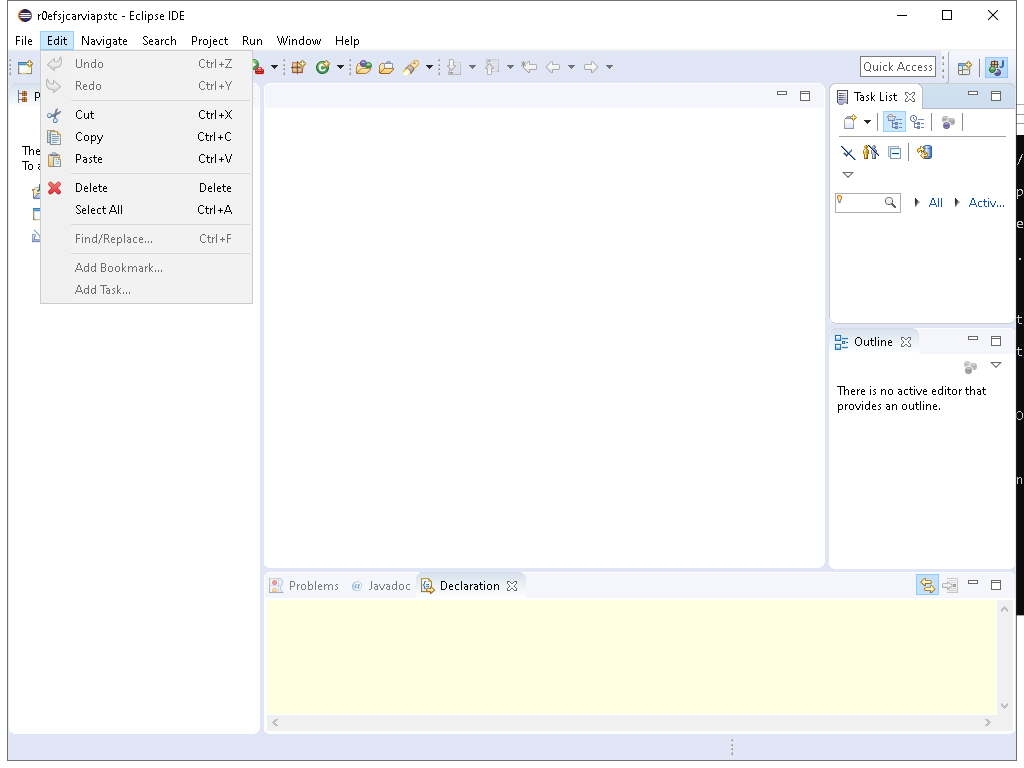 r0efsjcarviapstc - Eclipse IDE
File Edit Navigate Search Project Run Window Help
Undo Ctrl+Z
Redo Ctrl+Y
Cut Ctrl+X
Copy Ctrl+C
Paste Ctrl+V
Delete Delete
Select All Ctrl+A
Find/Replace... Ctrl+F
Add Bookmark...
Add Task...
P
The
To a
Quick Access
Task List
All Activ...
Outline
There is no active editor that
provides an outline.
Problems @ Javadoc Declaration